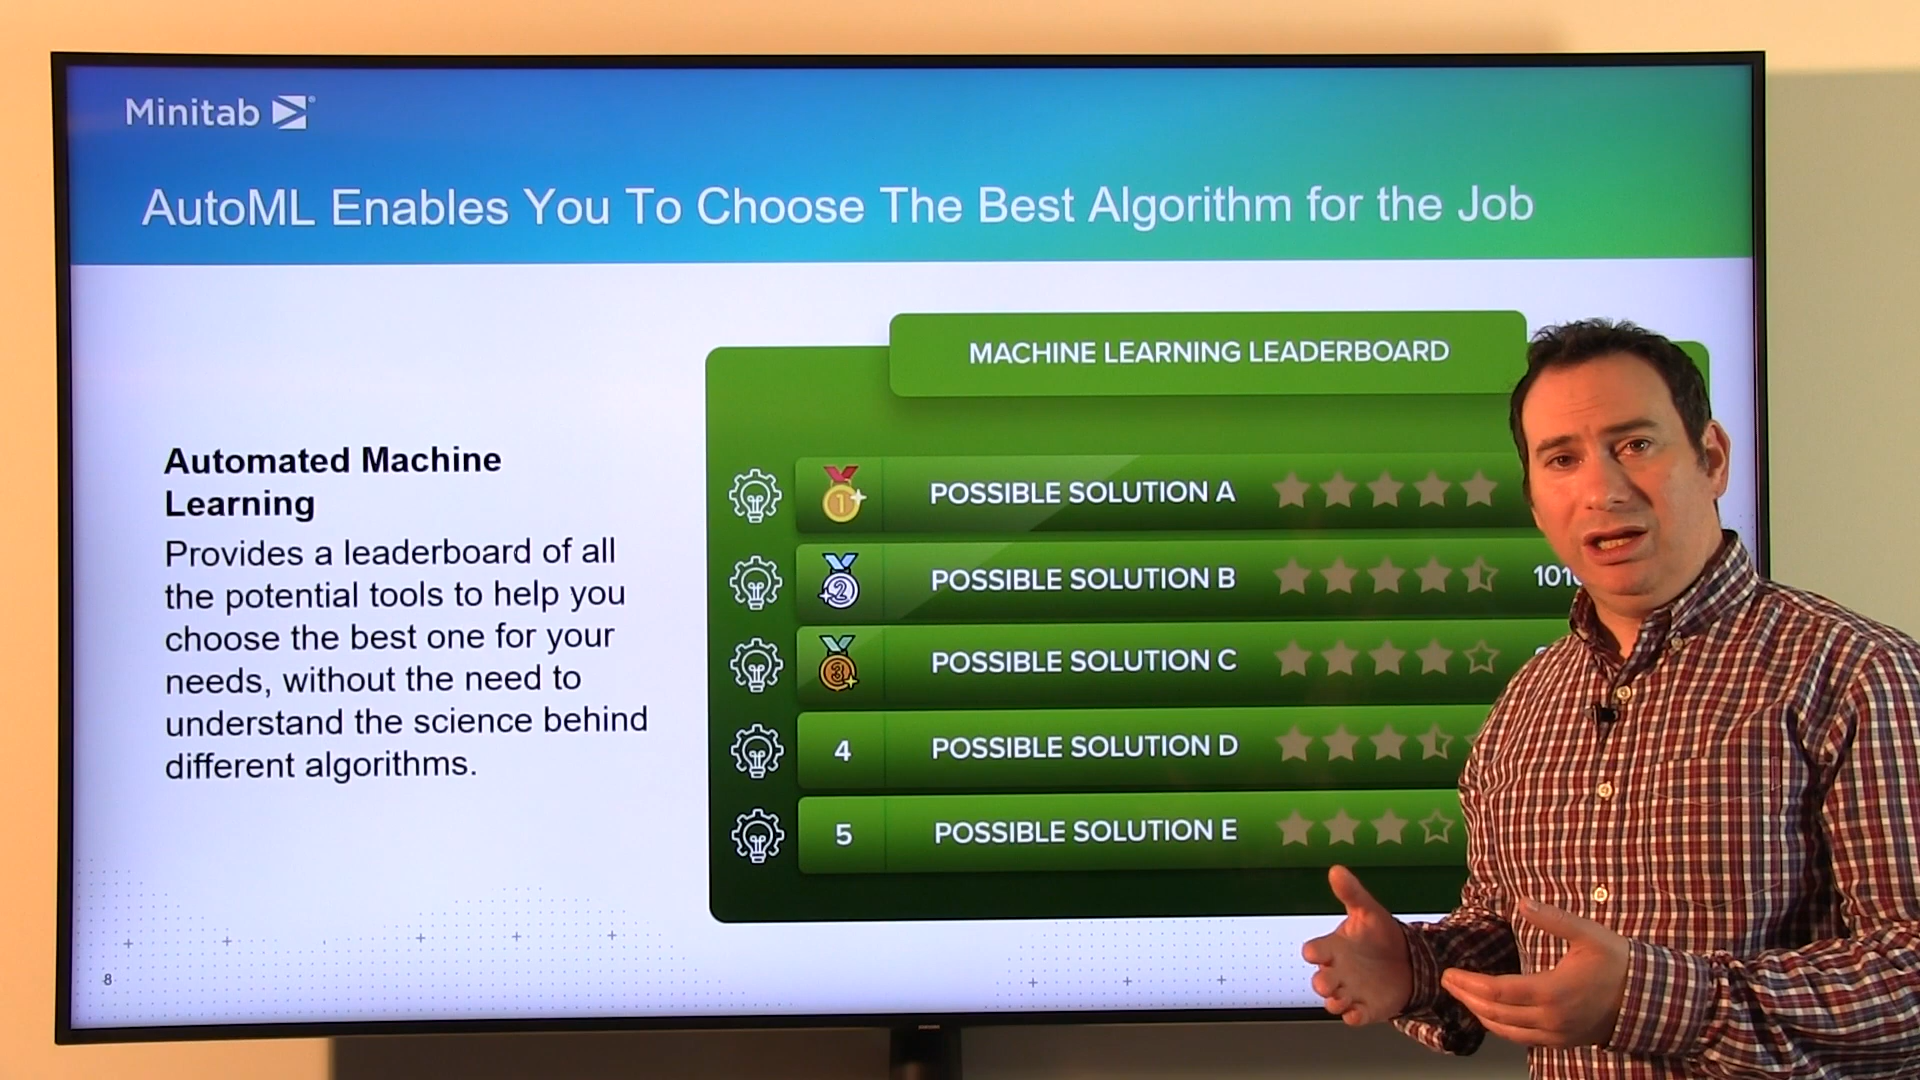 Minitab
AutoML Enables You To Choose The Best Algorithm for the Job
Automated Machine
Learning
Provides a leaderboard of all
the potential tools to help you
choose the best one for your
needs, without the need to
understand the science behind
different algorithms.
MACHINE LEARNING LEADERBOARD
1 POSSIBLE SOLUTION A
2 POSSIBLE SOLUTION B
3 POSSIBLE SOLUTION C
4 POSSIBLE SOLUTION D
5 POSSIBLE SOLUTION E
8